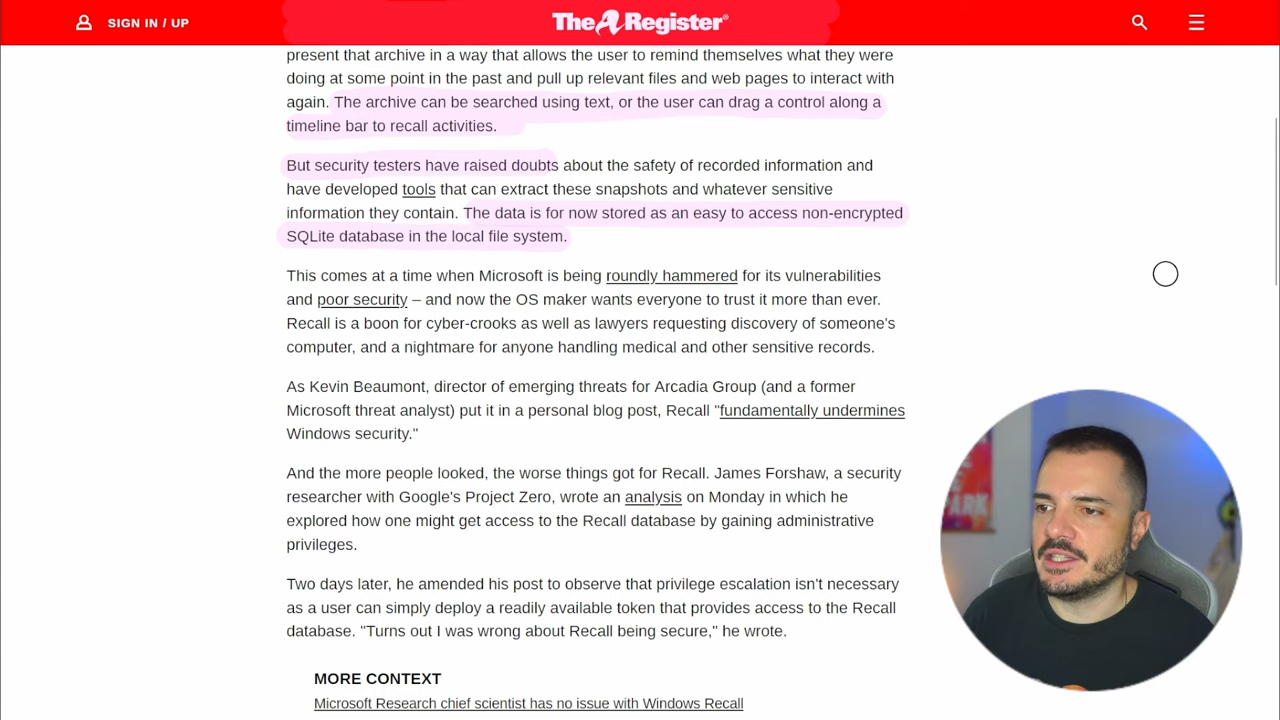 SIGN IN / UP
The Register®
present that archive in a way that allows the user to remind themselves what they were
doing at some point in the past and pull up relevant files and web pages to interact with
again. The archive can be searched using text, or the user can drag a control along a
timeline bar to recall activities.
But security testers have raised doubts about the safety of recorded information and
have developed tools that can extract these snapshots and whatever sensitive
information they contain. The data is for now stored as an easy to access non-encrypted
SQLite database in the local file system.
This comes at a time when Microsoft is being roundly hammered for its vulnerabilities
and poor security – and now the OS maker wants everyone to trust it more than ever.
Recall is a boon for cyber-crooks as well as lawyers requesting discovery of someone's
computer, and a nightmare for anyone handling medical and other sensitive records.
As Kevin Beaumont, director of emerging threats for Arcadia Group (and a former
Microsoft threat analyst) put it in a personal blog post, Recall "fundamentally undermines
Windows security."
And the more people looked, the worse things got for Recall. James Forshaw, a security
researcher with Google's Project Zero, wrote an analysis on Monday in which he
explored how one might get access to the Recall database by gaining administrative
privileges.
Two days later, he amended his post to observe that privilege escalation isn't necessary
as a user can simply deploy a readily available token that provides access to the Recall
database. "Turns out I was wrong about Recall being secure," he wrote.
MORE CONTEXT
Microsoft Research chief scientist has no issue with Windows Recall